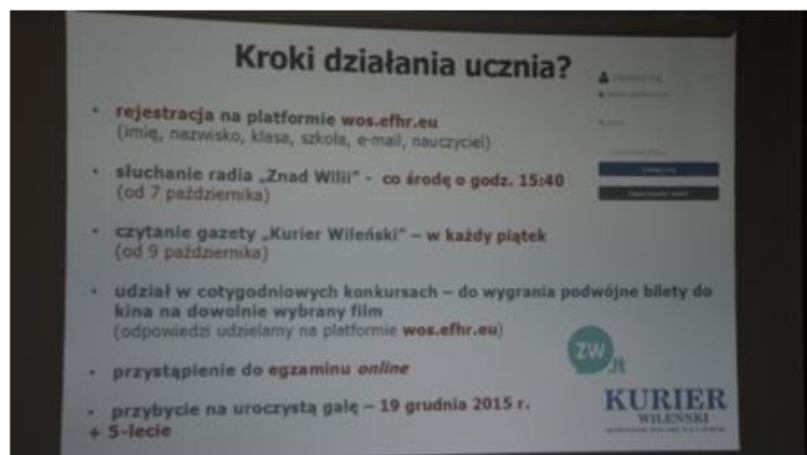 Kroki działania ucznia?
• rejestracja na platformie wos.efhr.eu
(imię, nazwisko, klasa, szkoła, e-mail, nauczyciel)
• słuchanie radia „Znad Wilii" - co środę o godz. 15:40
(od 7 października)
• czytanie gazety „Kurier Wileński" – w każdy piątek
(od 9 października)
• udział w cotygodniowych konkursach – do wygrania podwójne bilety do
kina na dowolnie wybrany film
(odpowiedzi udzielamy na platformie wos.efhr.eu)
• przystąpienie do egzaminu online
• przybycie na uroczystą galę – 19 grudnia 2015 r.
+ 5-lecie
ZW.lt
KURIER
WILEŃSKI